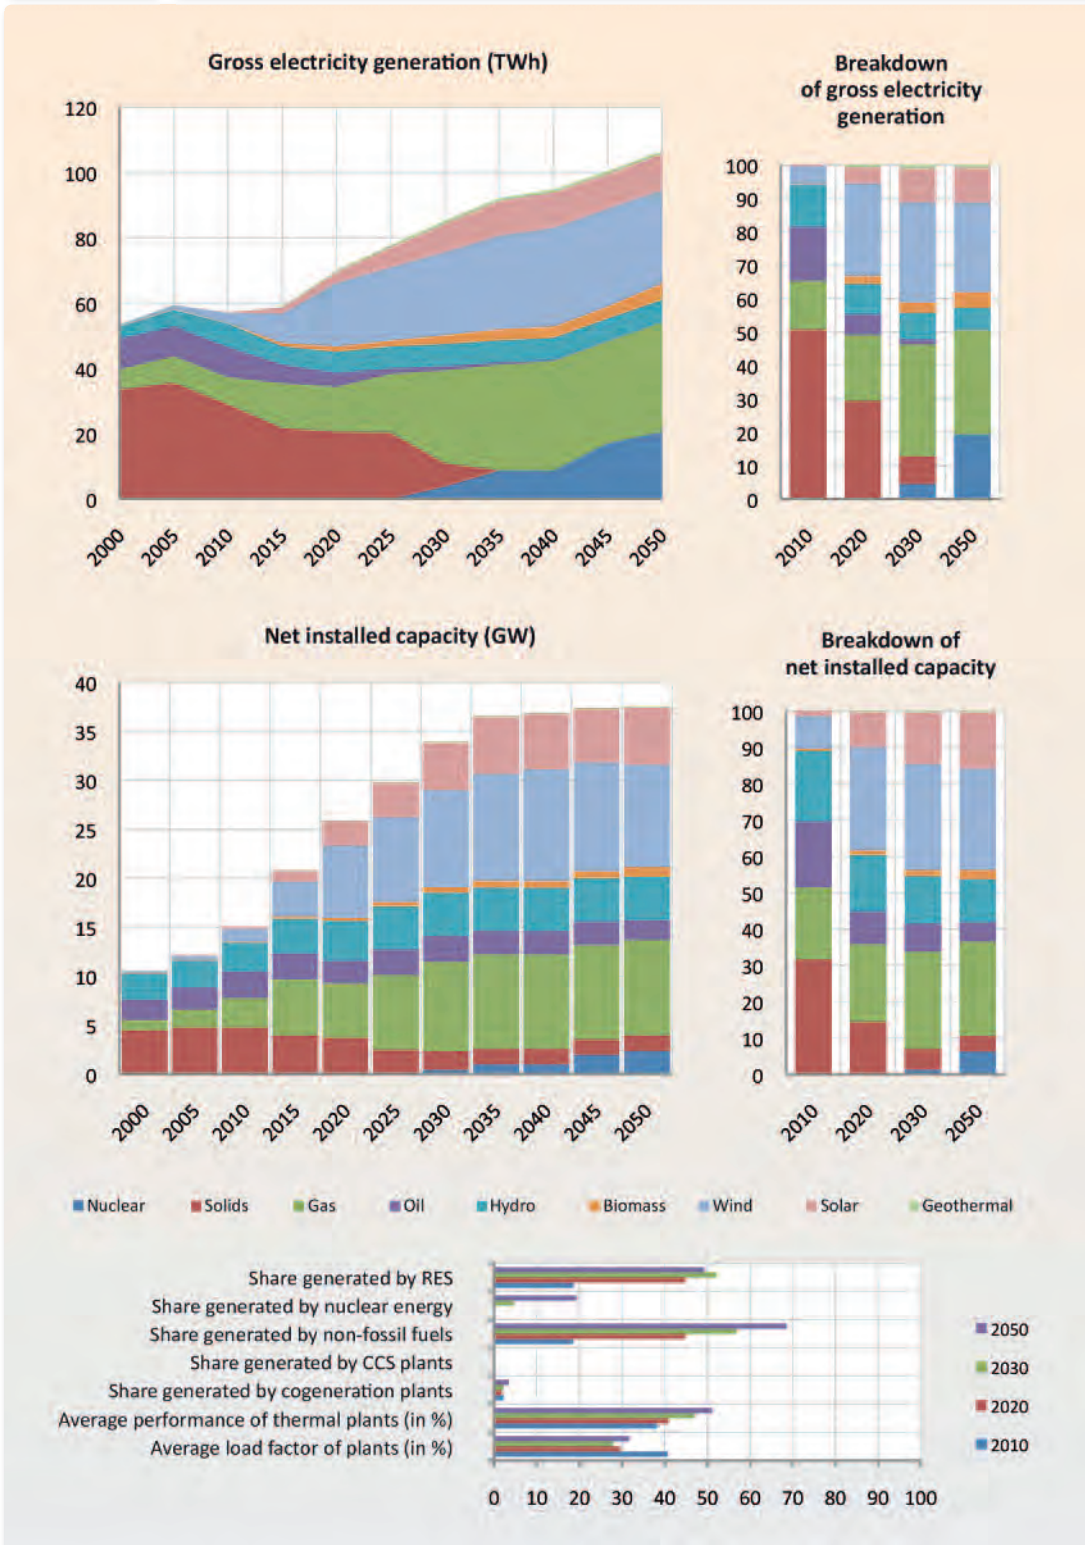 Gross electricity generation (TWh)
120
100
80
60
40
20
0
2000 2005 2010 2015 2020 2025 2030 2035 2040 2045 2050
Breakdown
of gross electricity
generation
100
90
80
70
60
50
40
30
20
10
0
2010 2020 2030 2050
Net installed capacity (GW)
40
35
30
25
20
15
10
5
0
2000 2005 2010 2015 2020 2025 2030 2035 2040 2045 2050
Breakdown of
net installed capacity
100
90
80
70
60
50
40
30
20
10
0
2010 2020 2030 2050
Nuclear Solids Gas Oil Hydro Biomass Wind Solar Geothermal
Share generated by RES
Share generated by nuclear energy
Share generated by non-fossil fuels
Share generated by CCS plants
Share generated by cogeneration plants
Average performance of thermal plants (in %)
Average load factor of plants (in %)
0 10 20 30 40 50 60 70 80 90 100
2050
2030
2020
2010